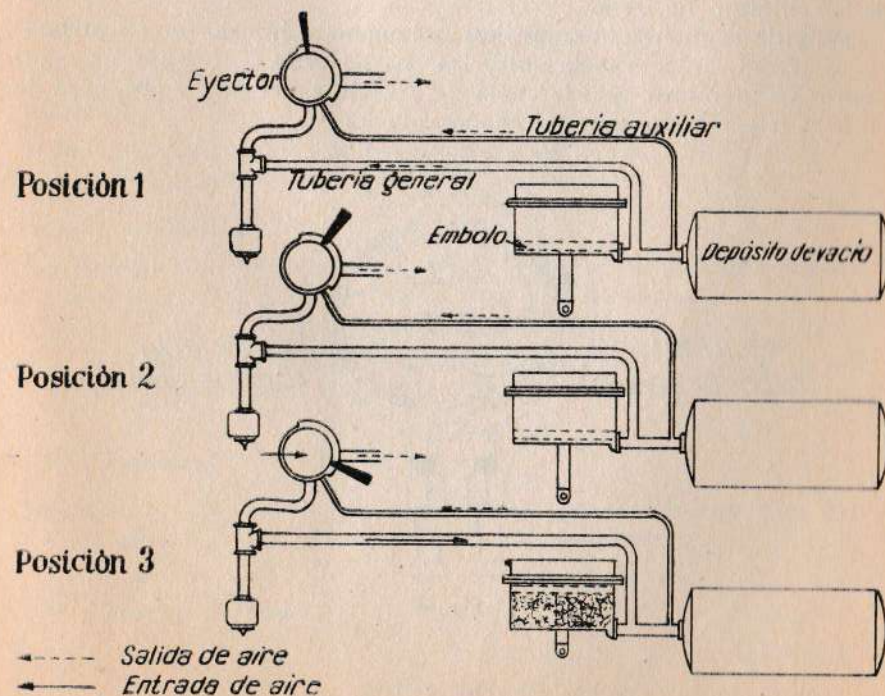 Eyector
Tuberia auxiliar
Posición 1
Tuberia general
Embolo
Depósito de vacio
Posición 2
Posición 3
Salida de aire
Entrada de aire